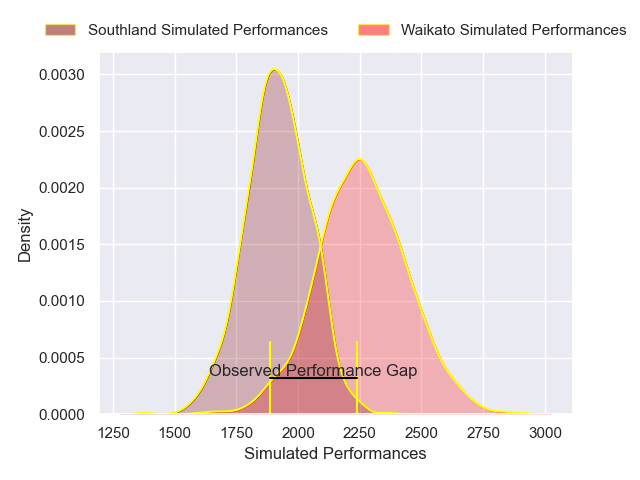 Southland Simulated Performances
Waikato Simulated Performances
0.0030
0.0025
0.0020
0.0015
0.0010
0.0005
0.0000
Density
Observed Performance Gap
1250 1500 1750 2000 2250 2500 2750 3000
Simulated Performances